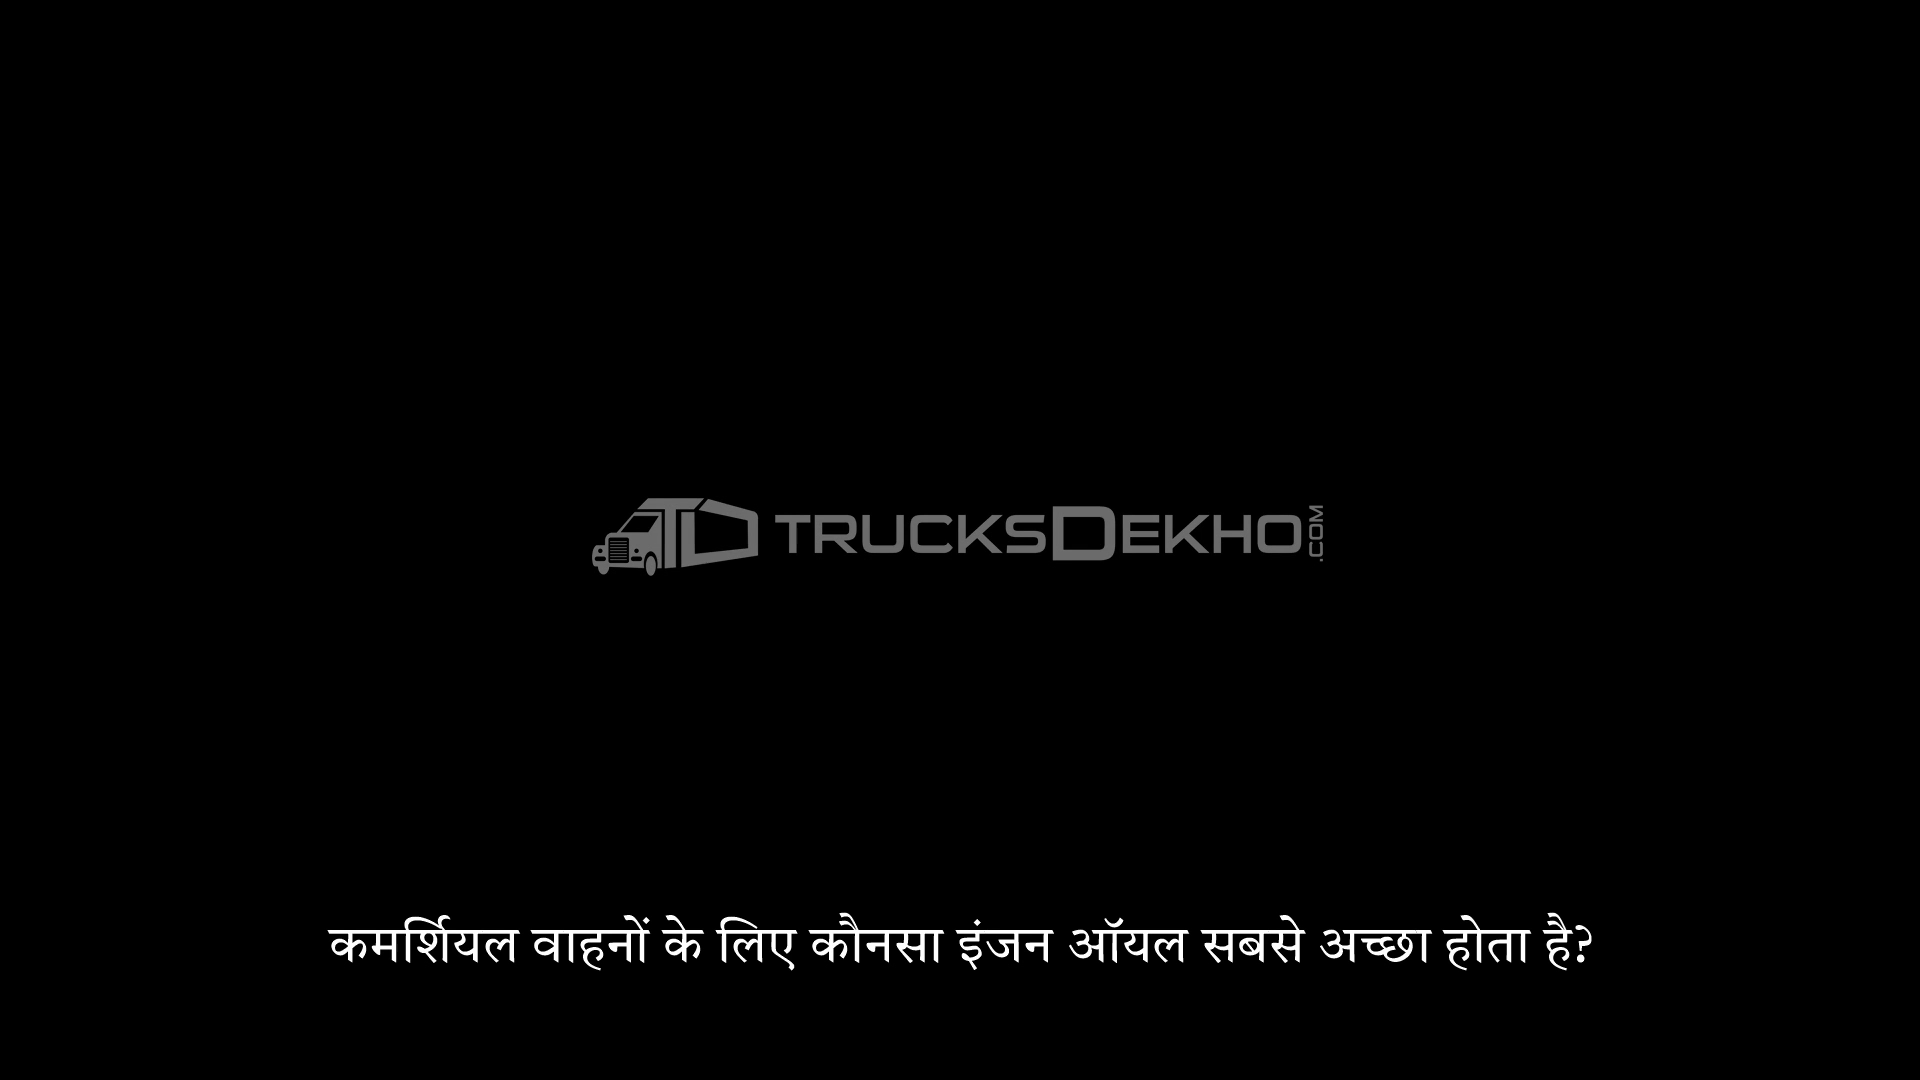 TRUCKSDEKHO.COM
कमर्शियल वाहनों के लिए कौनसा इंजन ऑयल सबसे अच्छा होता है?